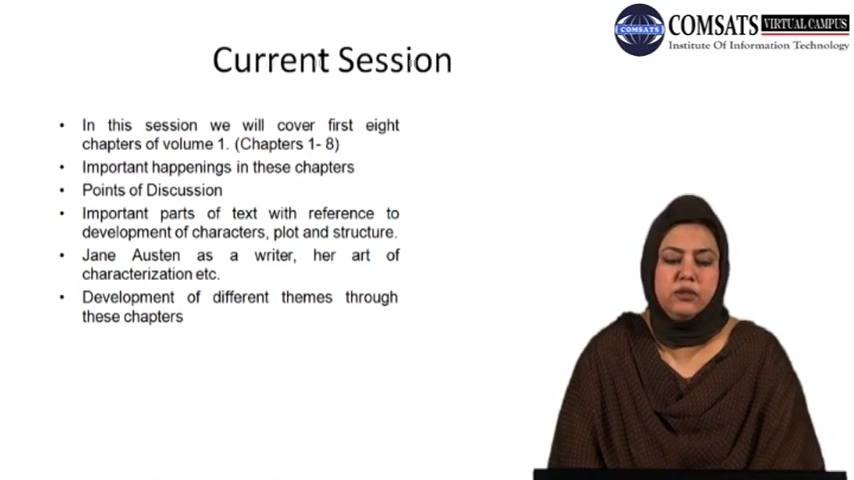 COMSATS VIRTUAL CAMPUS
Institute Of Information Technology
COMSATS
Current Session
• In this session we will cover first eight
chapters of volume 1. (Chapters 1- 8)
• Important happenings in these chapters
• Points of Discussion
• Important parts of text with reference to
development of characters, plot and structure.
• Jane Austen as a writer, her art of
characterization etc.
• Development of different themes through
these chapters